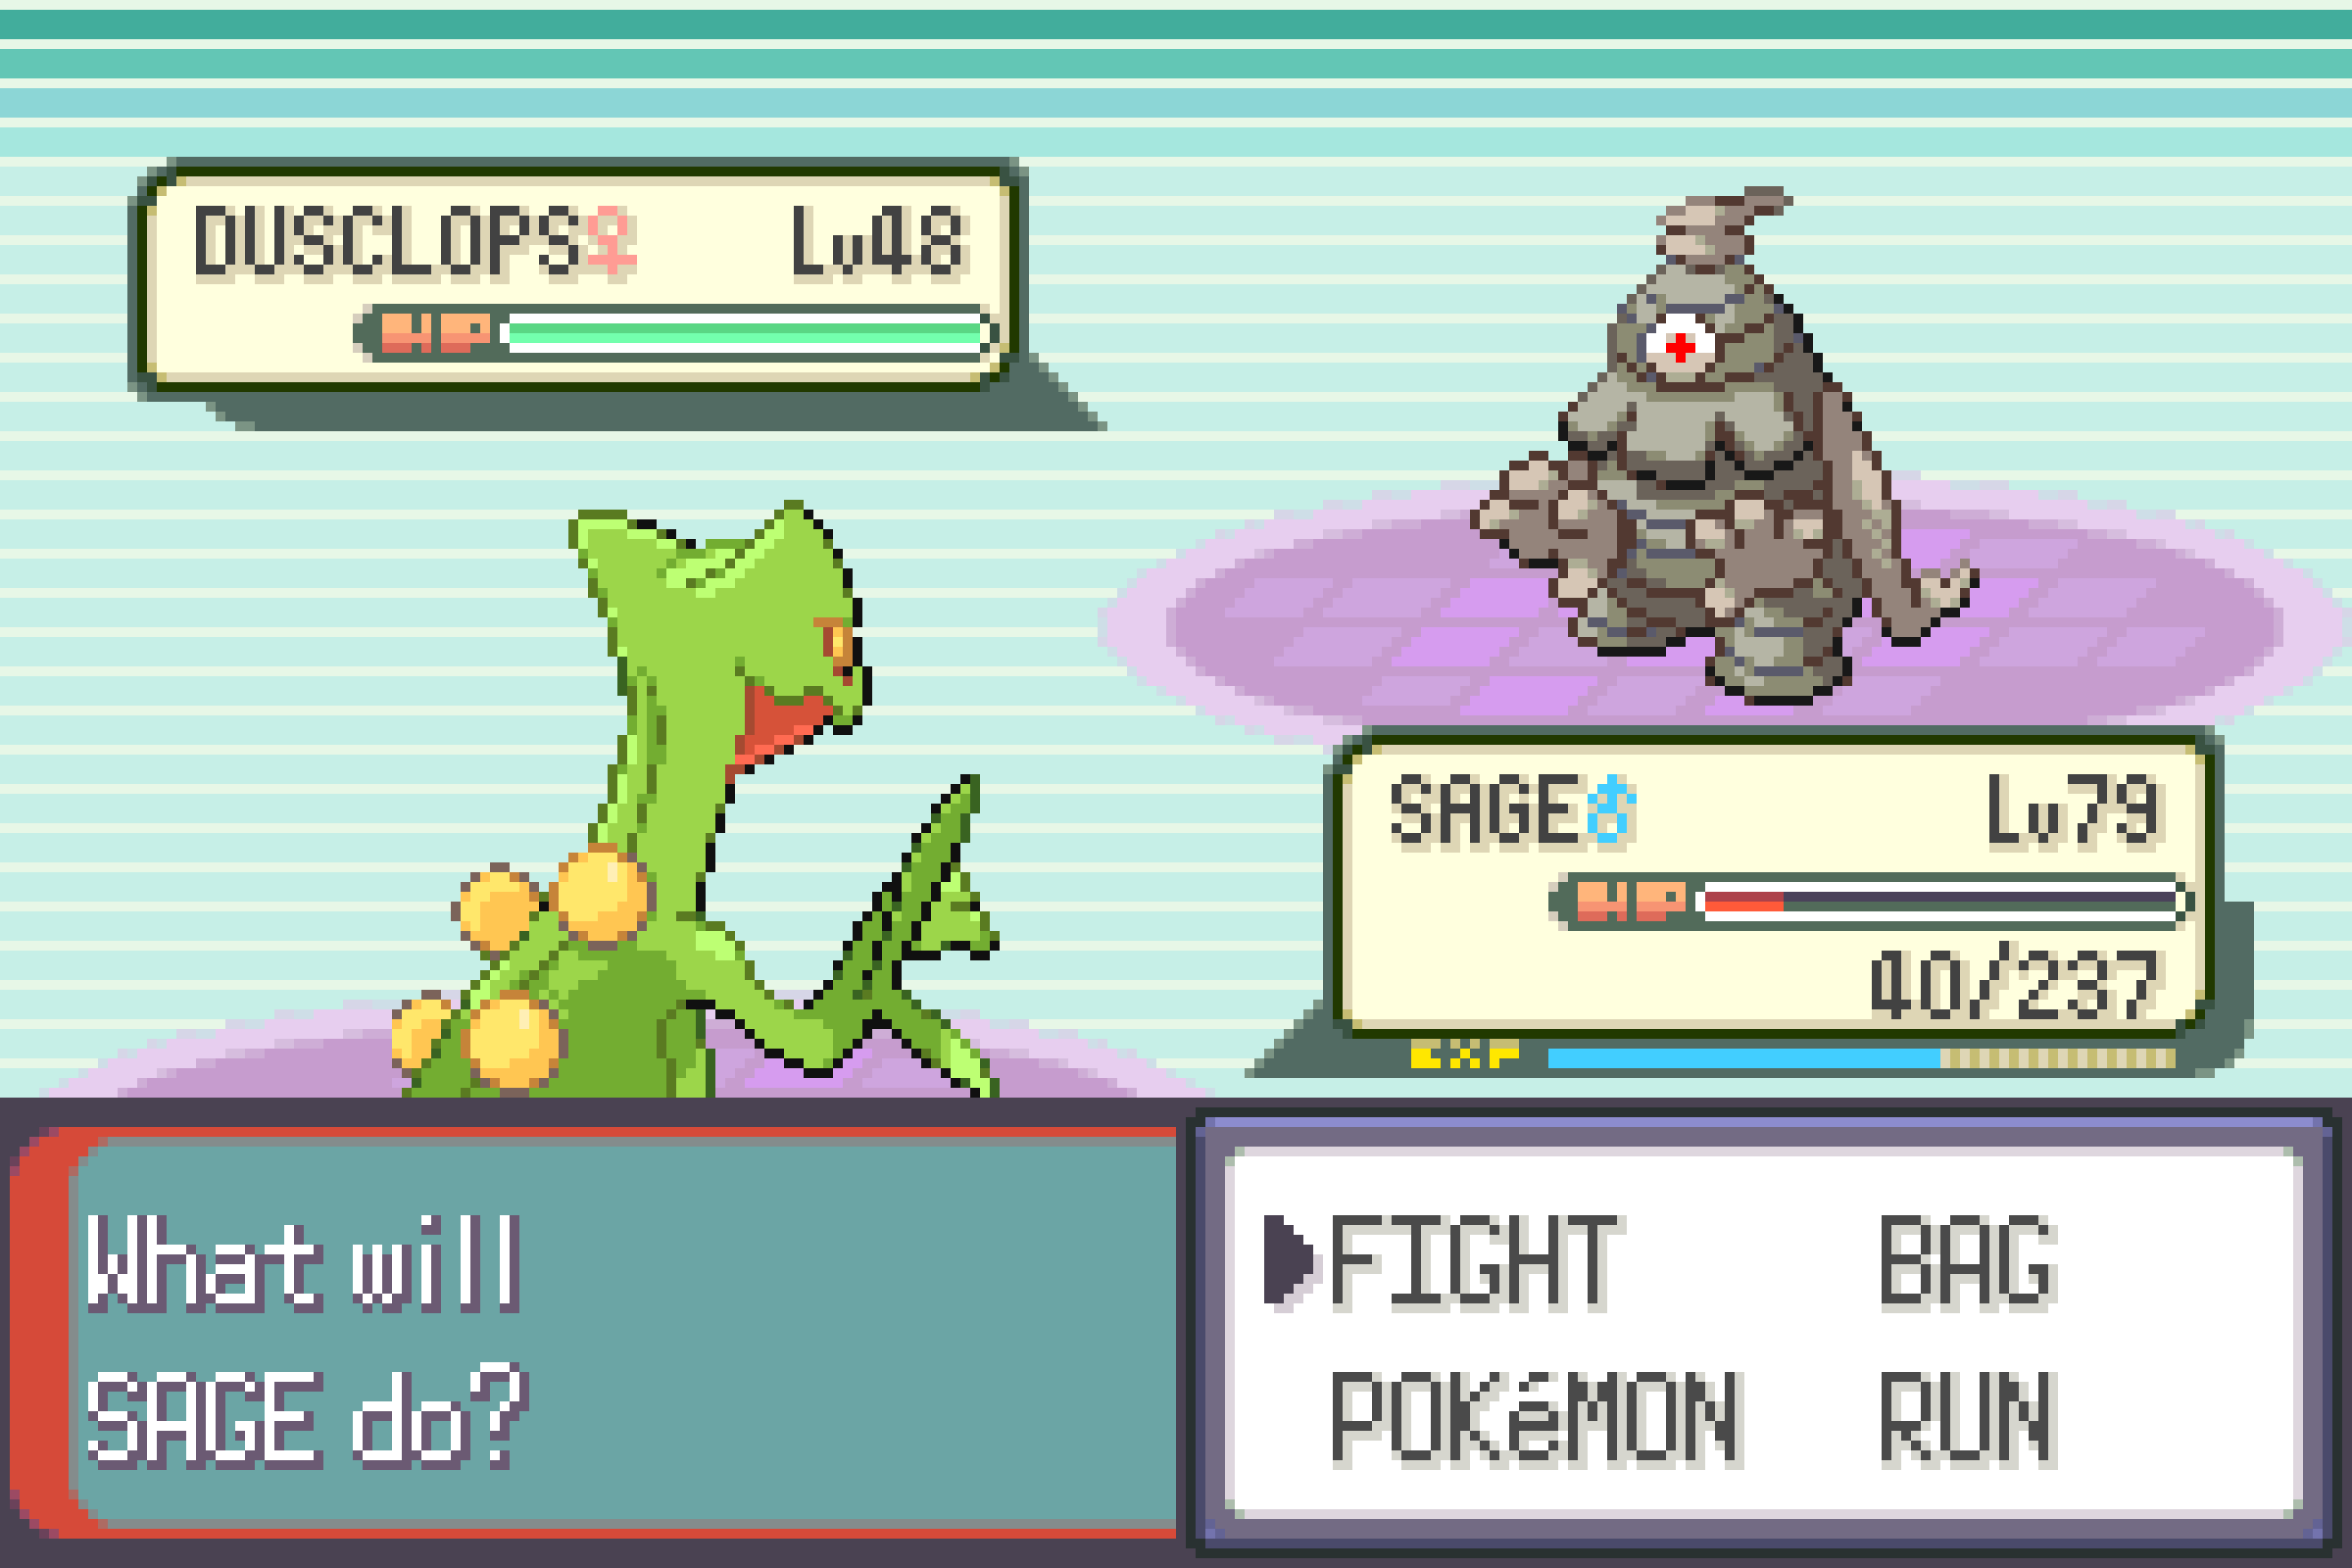 DUSCLOPS♀ Lv48
HP
SAGE♂ Lv79
HP
40/237
EXP
What will
SAGE do?
FIGHT BAG
POKéMON RUN